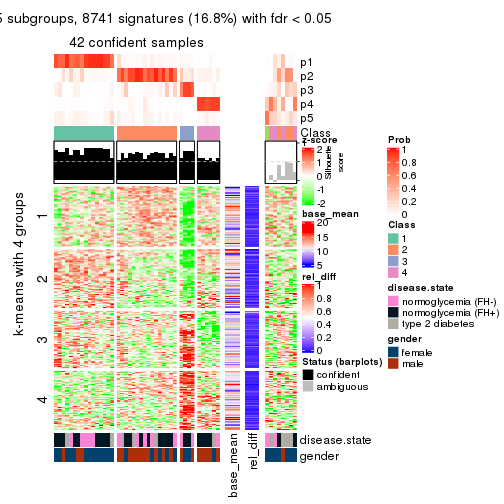 5 subgroups, 8741 signatures (16.8%) with fdr < 0.05
42 confident samples
p1
p2
p3
p4
p5
Class
z-score
2
1
0
-1
-2
Silhouette
score
base_mean
20
15
10
5
rel_diff
1
0.8
0.6
0.4
0.2
0
Status (barplots)
confident
ambiguous
Prob
1
0.8
0.6
0.4
0.2
0
Class
1
2
3
4
disease.state
normoglycemia (FH-)
normoglycemia (FH+)
type 2 diabetes
gender
female
male
k-means with 4 groups
1
2
3
4
disease.state
gender
base_mean
rel_diff